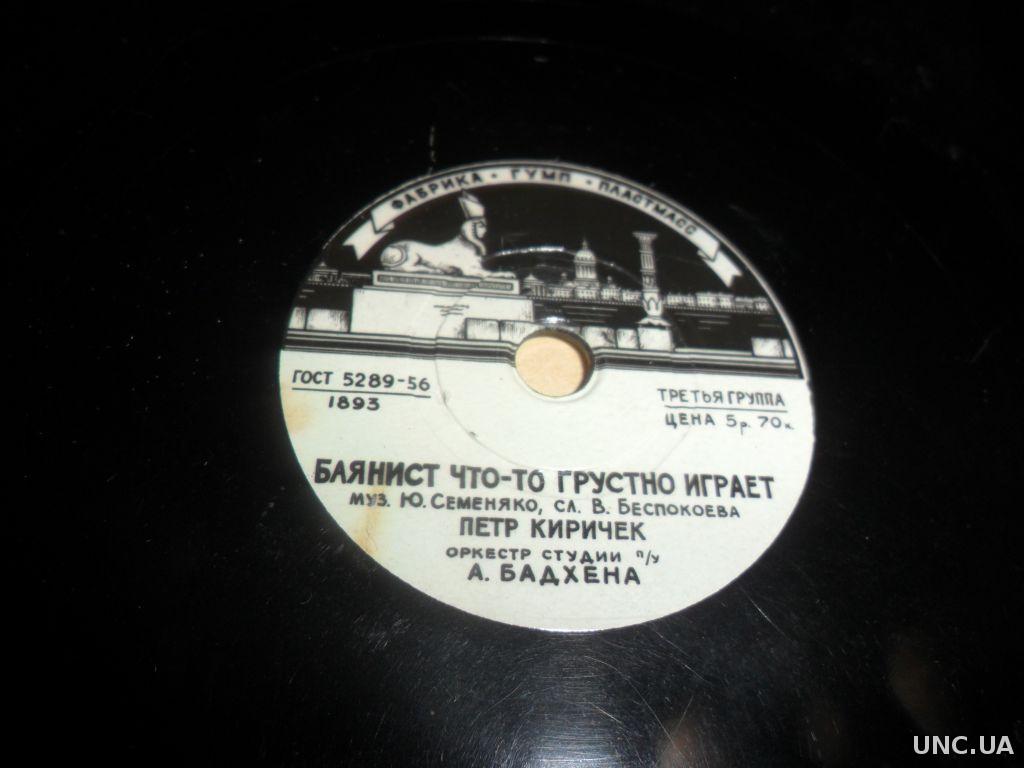 ФАБРИКА · ГУМП · ПЛАСТМАСС
ГОСТ 5289-56
1893
ТРЕТЬЯ ГРУППА
ЦЕНА 5р. 70к.
БАЯНИСТ ЧТО-ТО ГРУСТНО ИГРАЕТ
МУЗ. Ю. СЕМЕНЯКО, СЛ. В. БЕСПОКОЕВА
ПЕТР КИРИЧЕК
ОРКЕСТР СТУДИИ п/у
А. БАДХЕНА
UNC.UA